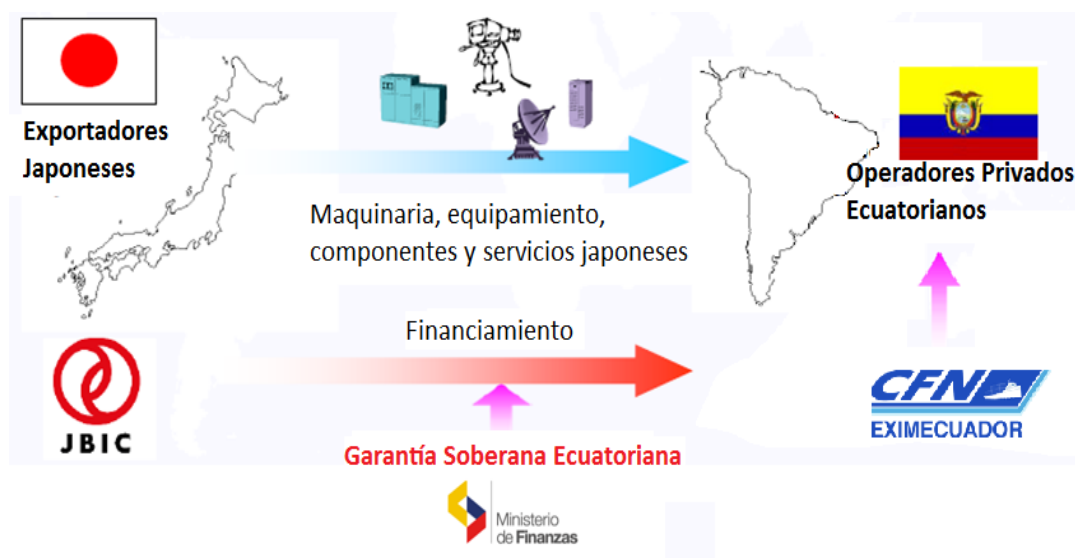 Exportadores
Japoneses
Operadores Privados
Ecuatorianos
Maquinaria, equipamiento,
componentes y servicios japoneses
Financiamiento
JBIC
CFN
EXIMECUADOR
Garantía Soberana Ecuatoriana
Ministerio
de Finanzas